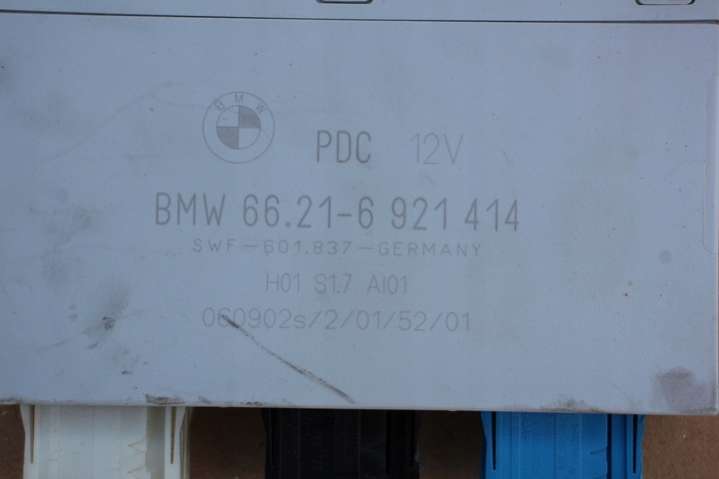 BMW
PDC 12V
BMW 66.21-6 921 414
SWF-601.837-GERMANY
H01 S1.7 AI01
060902s/2/01/52/01